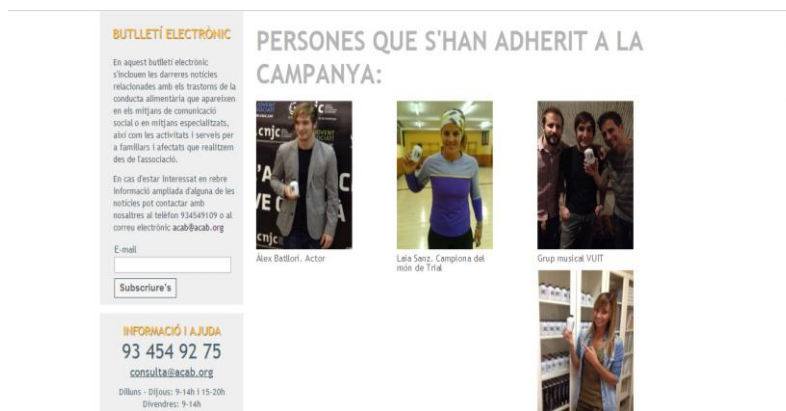 BUTLLETÍ ELECTRÒNIC
En aquest butlletí electrònic
s'inclouen les darreres notícies
relacionades amb els trastorns de la
conducta alimentària que apareixen
en els mitjans de comunicació
social o en mitjans especialitzats,
així com les activitats i serveis per
a familiars i afectats que realitzem
des de l'associació.
En cas d'estar interessat en rebre
informació ampliada d'alguna de les
notícies pot contactar amb
nosaltres al telèfon 934549109 o al
correu electrònic acab@acab.org
E-mail
Subscriure's
INFORMACIÓ I AJUDA
93 454 92 75
consulta@acab.org
Dilluns - Dijous: 9-14h i 15-20h
Divendres: 9-14h
PERSONES QUE S'HAN ADHERIT A LA
CAMPANYA:
.cnjc
cnjc
Àlex Batllori. Actor
Laia Sanz. Campiona del
món de Trial
Grup musical VUIT